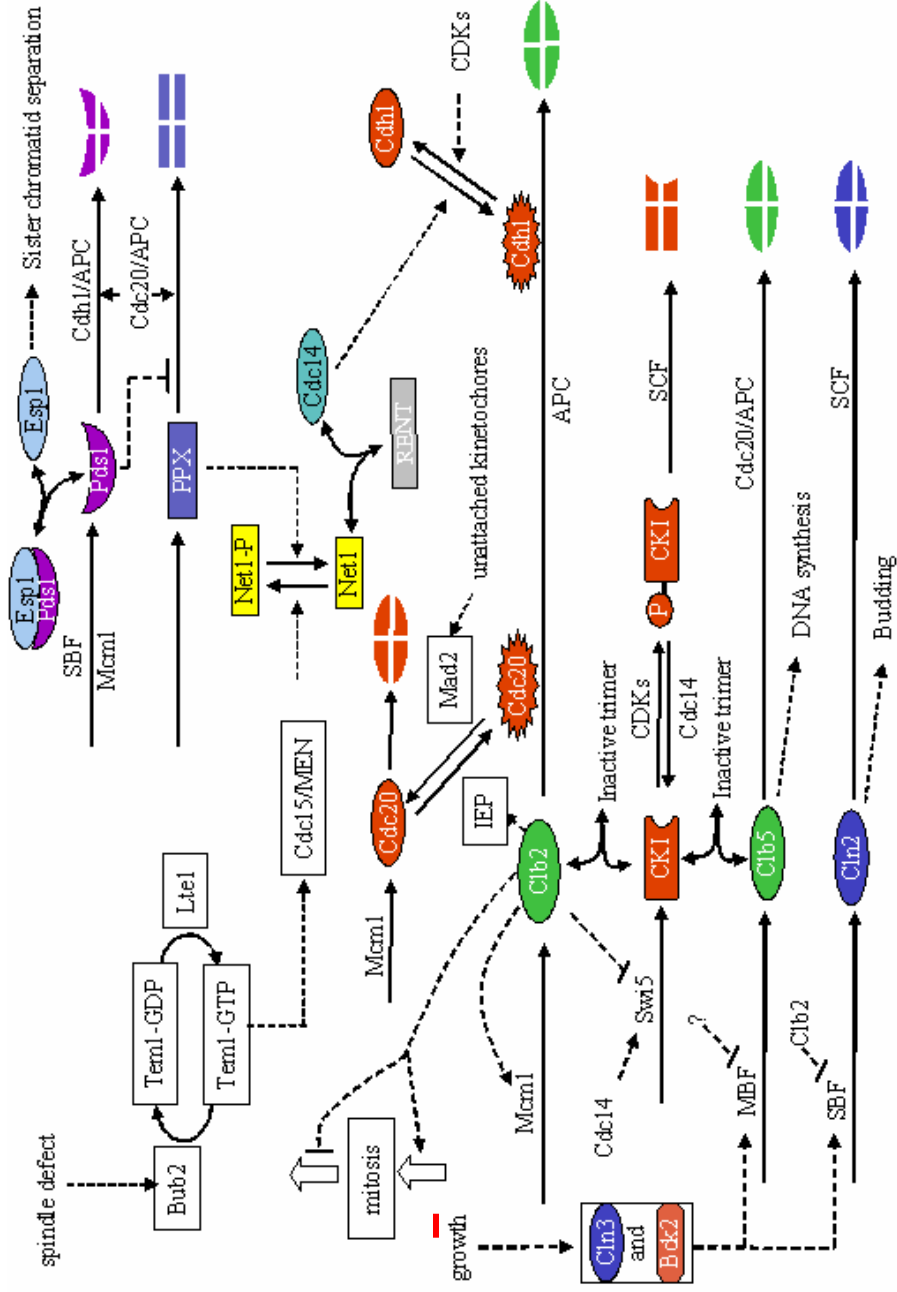 Sister chromatid separation
Esp1
Esp1
Pds1
Pds1
SBF
Mcm1
Cdh1/APC
Cdc20/APC
PPX
spindle defect
Bub2
Tem1-GDP
Tem1-GTP
Lte1
Cdc15/MEN
Net1-P
Net1
Cdc14
RENT
Cdh1
CDKs
Cdh1
Mcm1
Cdc20
Cdc20
Mad2
unattached kinetochores
mitosis
IEP
Mcm1
Clb2
APC
growth
Cln3
and
Bck2
Inactive trimer
Cdc14
Swi5
CKI
CDKs
Cdc14
P
CKI
SCF
Inactive trimer
?
MBF
Clb5
Cdc20/APC
DNA synthesis
Clb2
SBF
Cln2
SCF
Budding